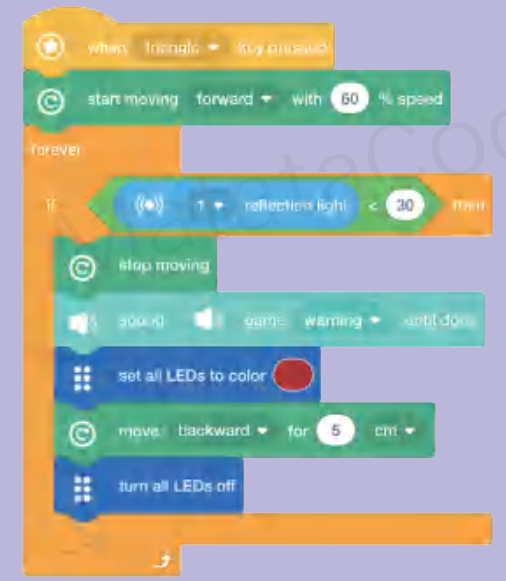 when triangle key pressed
start moving forward with 50 % speed
forever
if 1 reflection light < 30 then
stop moving
sound game warning until done
set all LEDs to color
move backward for 5 cm
turn all LEDs off